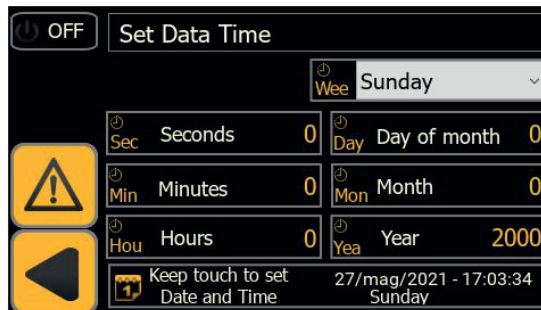 OFF
Set Data Time
Wee Sunday
Sec Seconds 0
Day Day of month 0
Min Minutes 0
Mon Month 0
Hou Hours 0
Yea Year 2000
1
Keep touch to set
Date and Time
27/mag/2021 - 17:03:34
Sunday